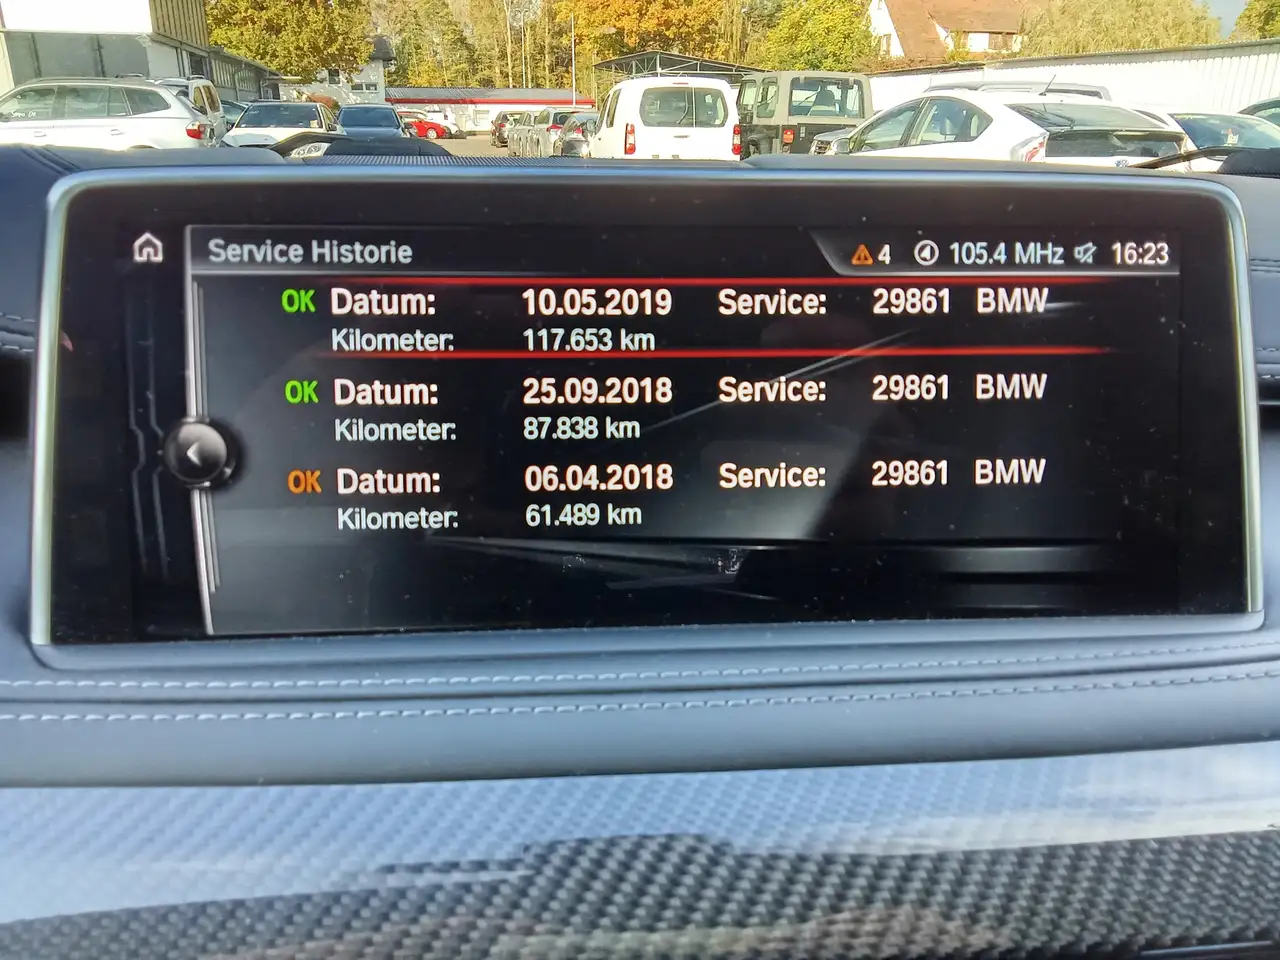 Service Historie
4 105.4 MHz 16:23
OK Datum: 10.05.2019 Service: 29861 BMW
Kilometer: 117.653 km
OK Datum: 25.09.2018 Service: 29861 BMW
Kilometer: 87.838 km
OK Datum: 06.04.2018 Service: 29861 BMW
Kilometer: 61.489 km